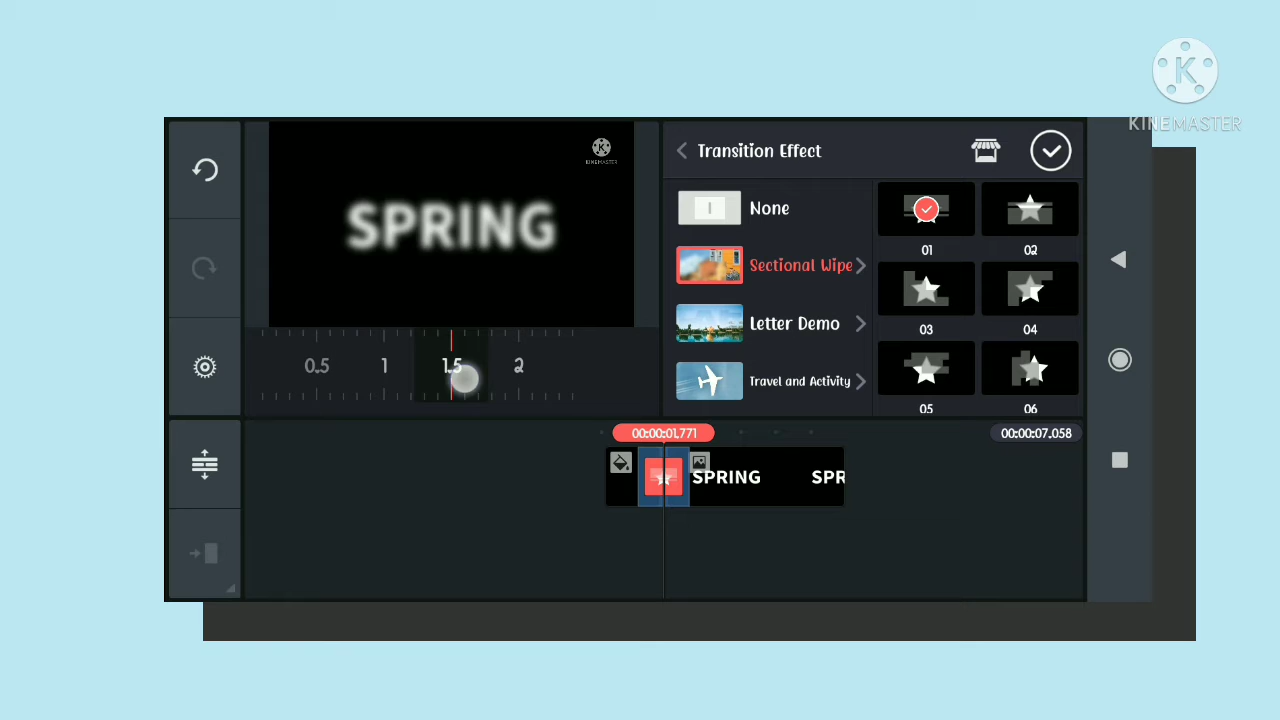 KINEMASTER
KINEMASTER
SPRING
0.5 1 1.5 2
Transition Effect
None
Sectional Wipe
Letter Demo
Travel and Activity
01 02
03 04
05 06
00:00:01.771
00:00:07.058
SPRING SPR